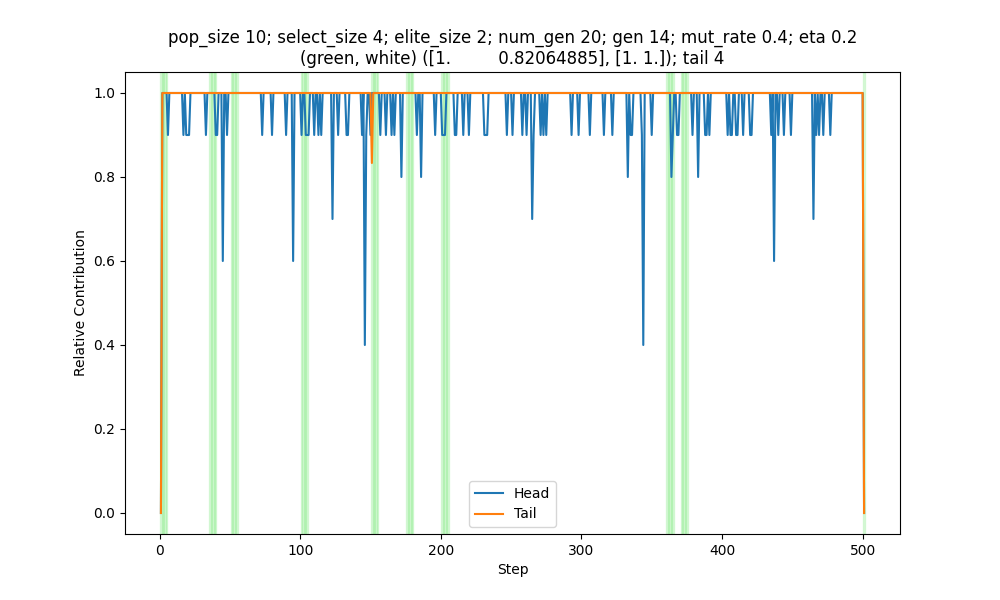 pop_size 10; select_size 4; elite_size 2; num_gen 20; gen 14; mut_rate 0.4; eta 0.2
(green, white) ([1.          0.82064885], [1. 1.]); tail 4
1.0
0.8
0.6
0.4
0.2
0.0
Relative Contribution
Head
Tail
0 100 200 300 400 500
Step